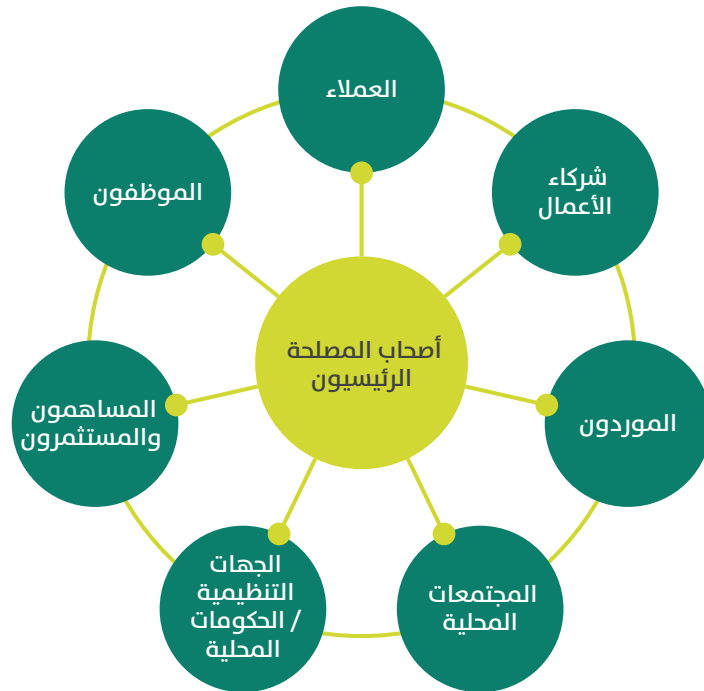 العملاء
شركاء
الأعمال
الموردون
المجتمعات
المحلية
الجهات
التنظيمية
/ الحكومات
المحلية
المساهمون
والمستثمرون
الموظفون
أصحاب المصلحة
الرئيسيون